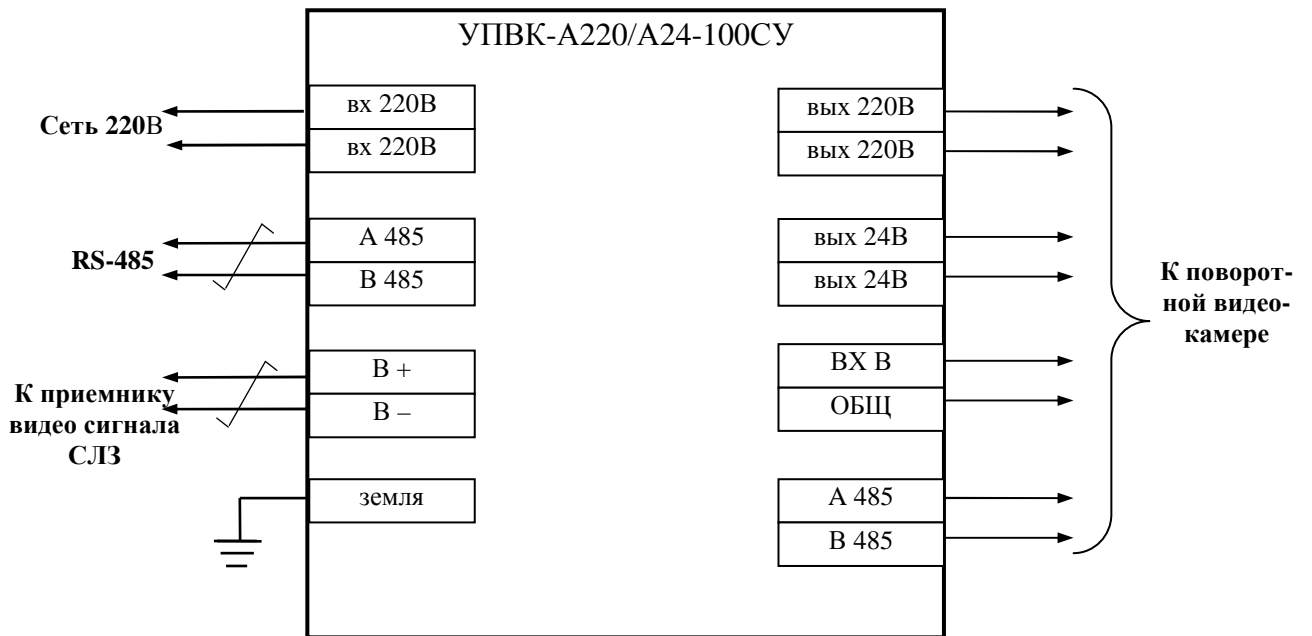 УПВК-А220/А24-100СУ
Сеть 220В
вх 220В
вх 220В
RS-485
А 485
В 485
К приемнику
видео сигнала
СЛЗ
В +
В –
земля
вых 220В
вых 220В
вых 24В
вых 24В
ВХ В
ОБЩ
А 485
В 485
К поворот-
ной видео-
камере